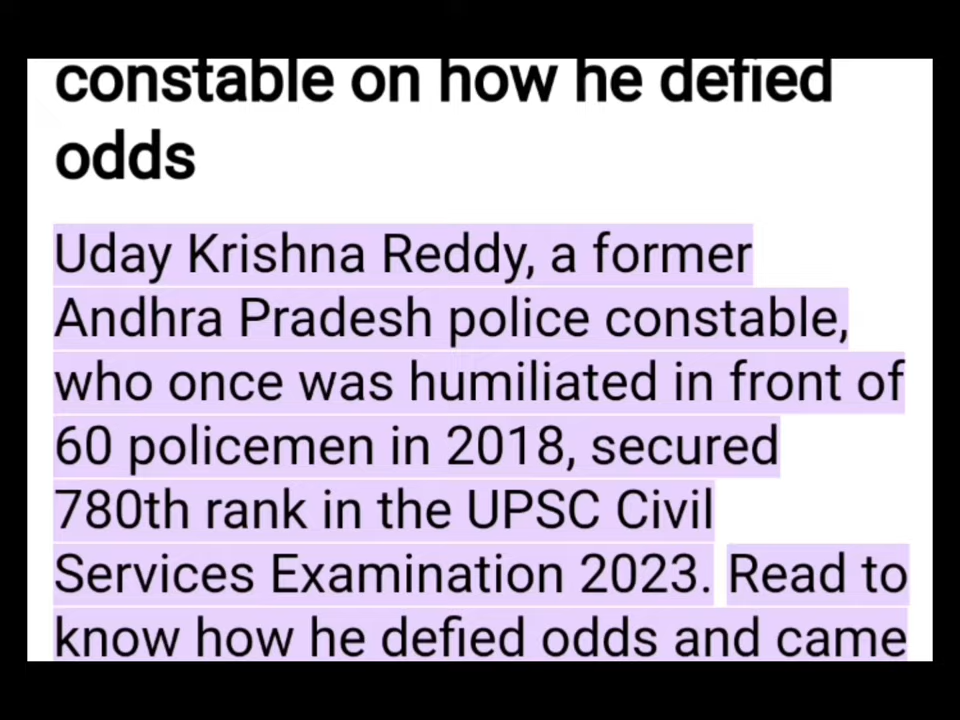 constable on how he defied
odds
Uday Krishna Reddy, a former
Andhra Pradesh police constable,
who once was humiliated in front of
60 policemen in 2018, secured
780th rank in the UPSC Civil
Services Examination 2023. Read to
know how he defied odds and came